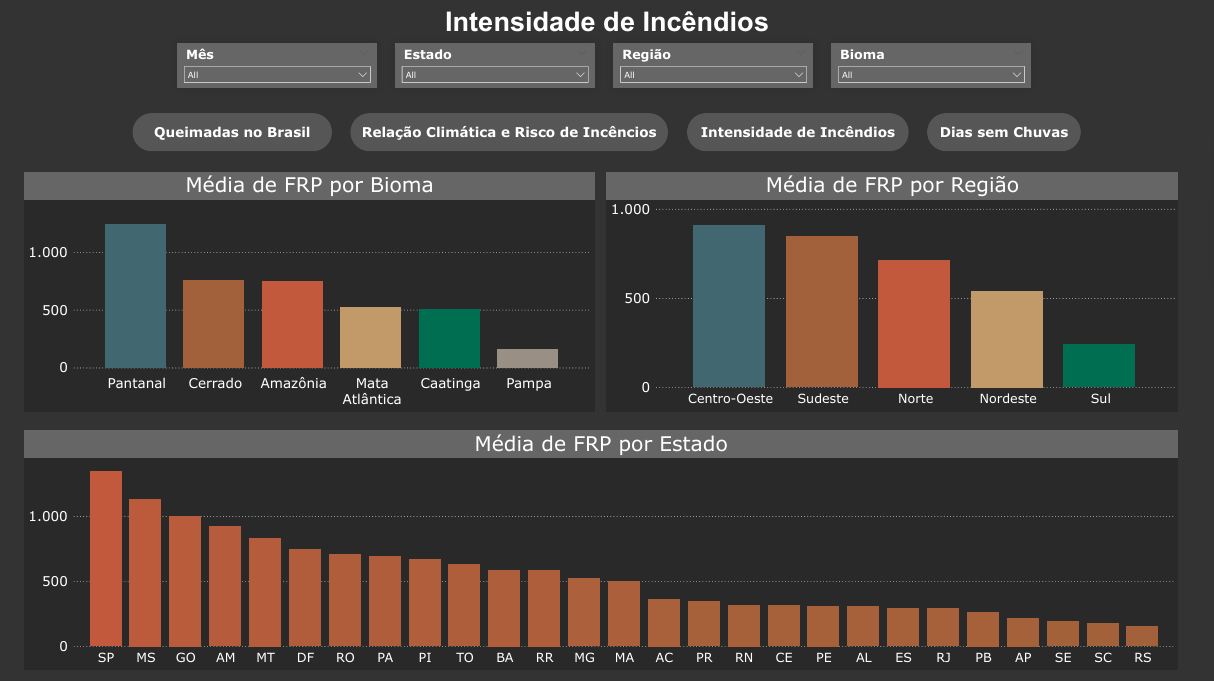 Intensidade de Incêndios
Mês
Estado
Região
Bioma
All
All
All
All
Queimadas no Brasil
Relação Climática e Risco de Incêncios
Intensidade de Incêndios
Dias sem Chuvas
Média de FRP por Bioma
1.000
500
0
Pantanal
Cerrado
Amazônia
Mata
Atlântica
Caatinga
Pampa
Média de FRP por Região
1.000
500
0
Centro-Oeste
Sudeste
Norte
Nordeste
Sul
Média de FRP por Estado
1.000
500
0
SP MS GO AM MT DF RO PA PI TO BA RR MG MA AC PR RN CE PE AL ES RJ PB AP SE SC RS